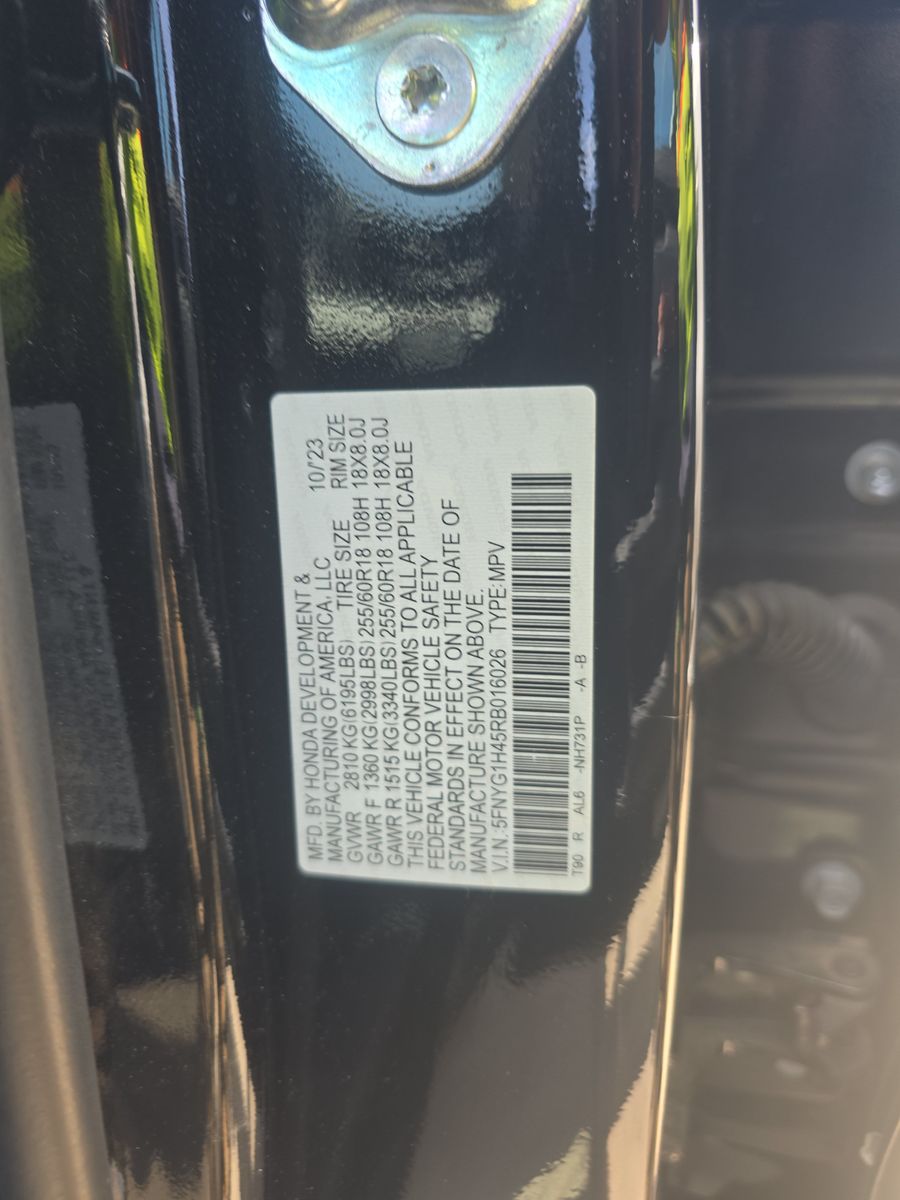 MFD. BY HONDA DEVELOPMENT &
MANUFACTURING OF AMERICA, LLC 10/'23
GVWR 2810 KG(6195LBS) TIRE SIZE RIM SIZE
GAWR F 1360 KG(2998LBS)255/60R18 108H 18X8.0J
GAWR R 1515 KG(3340LBS)255/60R18 108H 18X8.0J
THIS VEHICLE CONFORMS TO ALL APPLICABLE
FEDERAL MOTOR VEHICLE SAFETY
STANDARDS IN EFFECT ON THE DATE OF
MANUFACTURE SHOWN ABOVE.
V.I.N.:5FNYG1H45RB016026 TYPE:MPV
T90 R AL6 -NH731P -A -B